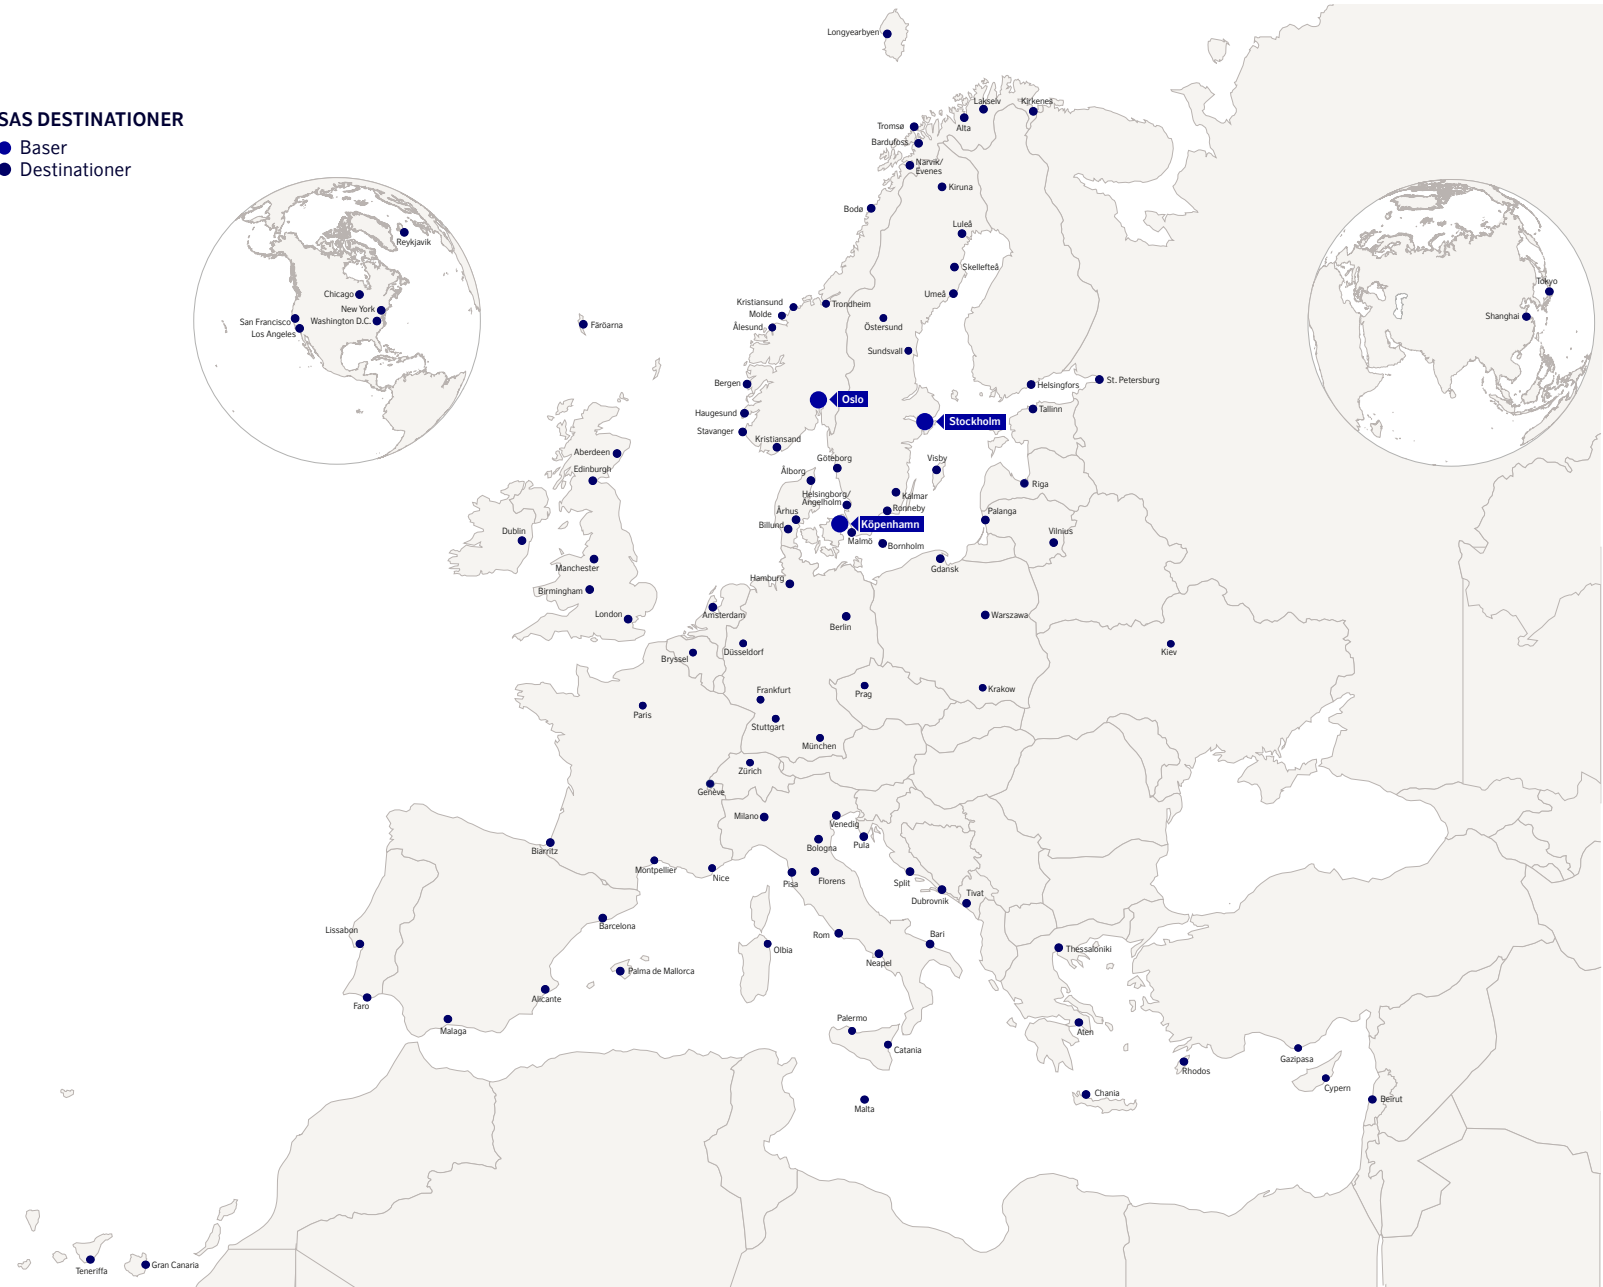 SAS DESTINATIONER
Baser
Destinationer
Longyearbyen
Lakselv
Kirkenes
Alta
Tromsø
Bardufoss
Narvik/
Evenes
Kiruna
Bodø
Luleå
Skellefteå
Umeå
Kristiansund
Trondheim
Molde
Ålesund
Östersund
Sundsvall
Färöarna
Reykjavik
Chicago
New York
Washington D.C.
San Francisco
Los Angeles
Tokyo
Shanghai
Bergen
Oslo
Helsingfors
St. Petersburg
Haugesund
Stockholm
Tallinn
Stavanger
Kristiansand
Aberdeen
Edinburgh
Göteborg
Visby
Ålborg
Riga
Helsingborg/
Ängelholm
Kalmar
Ronneby
Århus
Palanga
Billund
Köpenhamn
Dublin
Malmö
Bornholm
Vilnius
Manchester
Gdansk
Hamburg
Birmingham
London
Amsterdam
Berlin
Warszawa
Bryssel
Düsseldorf
Kiev
Frankfurt
Prag
Krakow
Paris
Stuttgart
München
Zürich
Genève
Milano
Venedig
Biarritz
Bologna
Pula
Montpellier
Nice
Pisa
Florens
Split
Dubrovnik
Tivat
Lissabon
Barcelona
Rom
Bari
Olbia
Neapel
Thessaloniki
Palma de Mallorca
Faro
Alicante
Malaga
Palermo
Catania
Aten
Gazipasa
Rhodos
Cypern
Chania
Beirut
Malta
Teneriffa
Gran Canaria